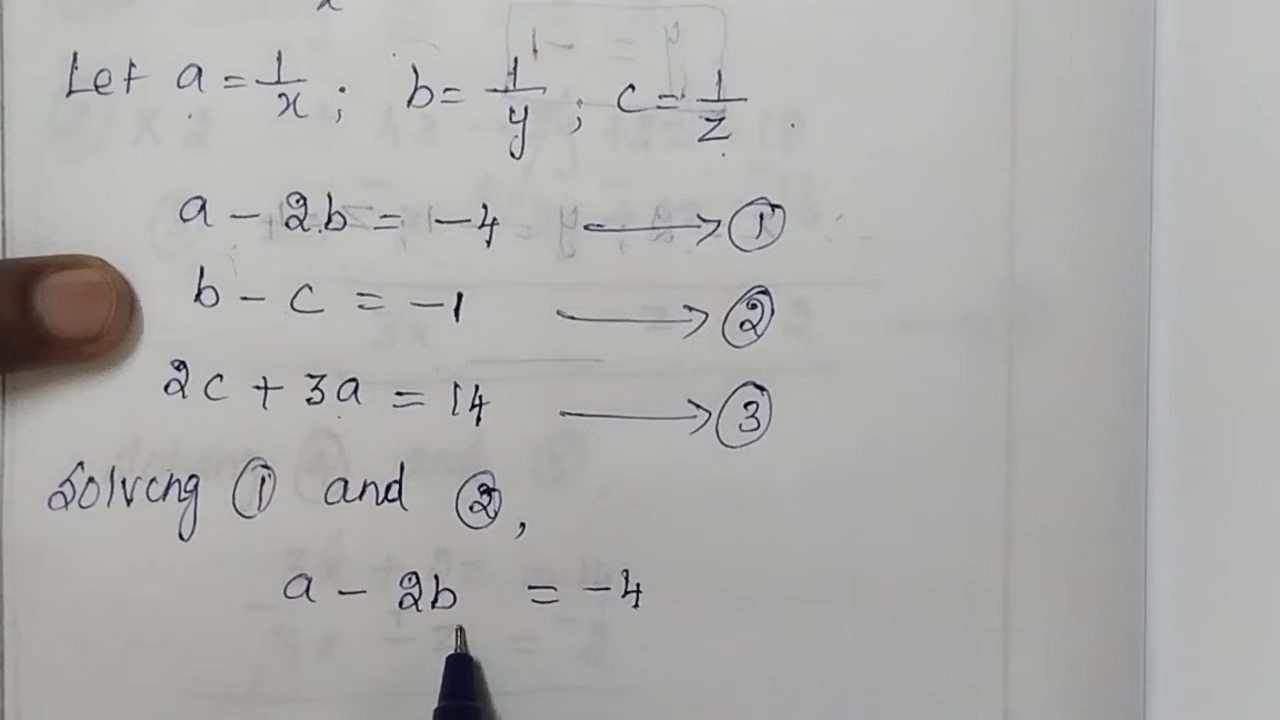 Let a = 1/x ; b = 1/y ; c = 1/z .
a - 2b = -4 → ①
b - c = -1 → ②
2c + 3a = 14 → ③
Solving ① and ②,
a - 2b = -4